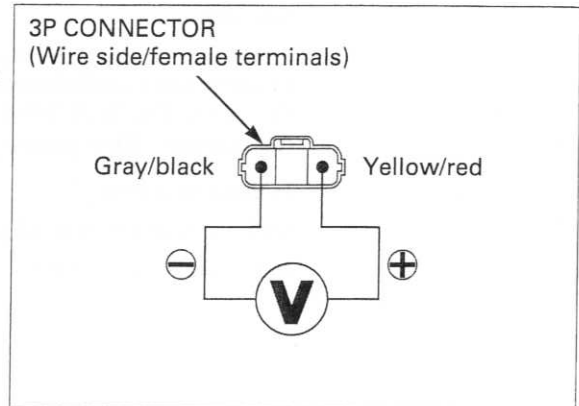 3P CONNECTOR
(Wire side/female terminals)
Gray/black
Yellow/red
−
+
V